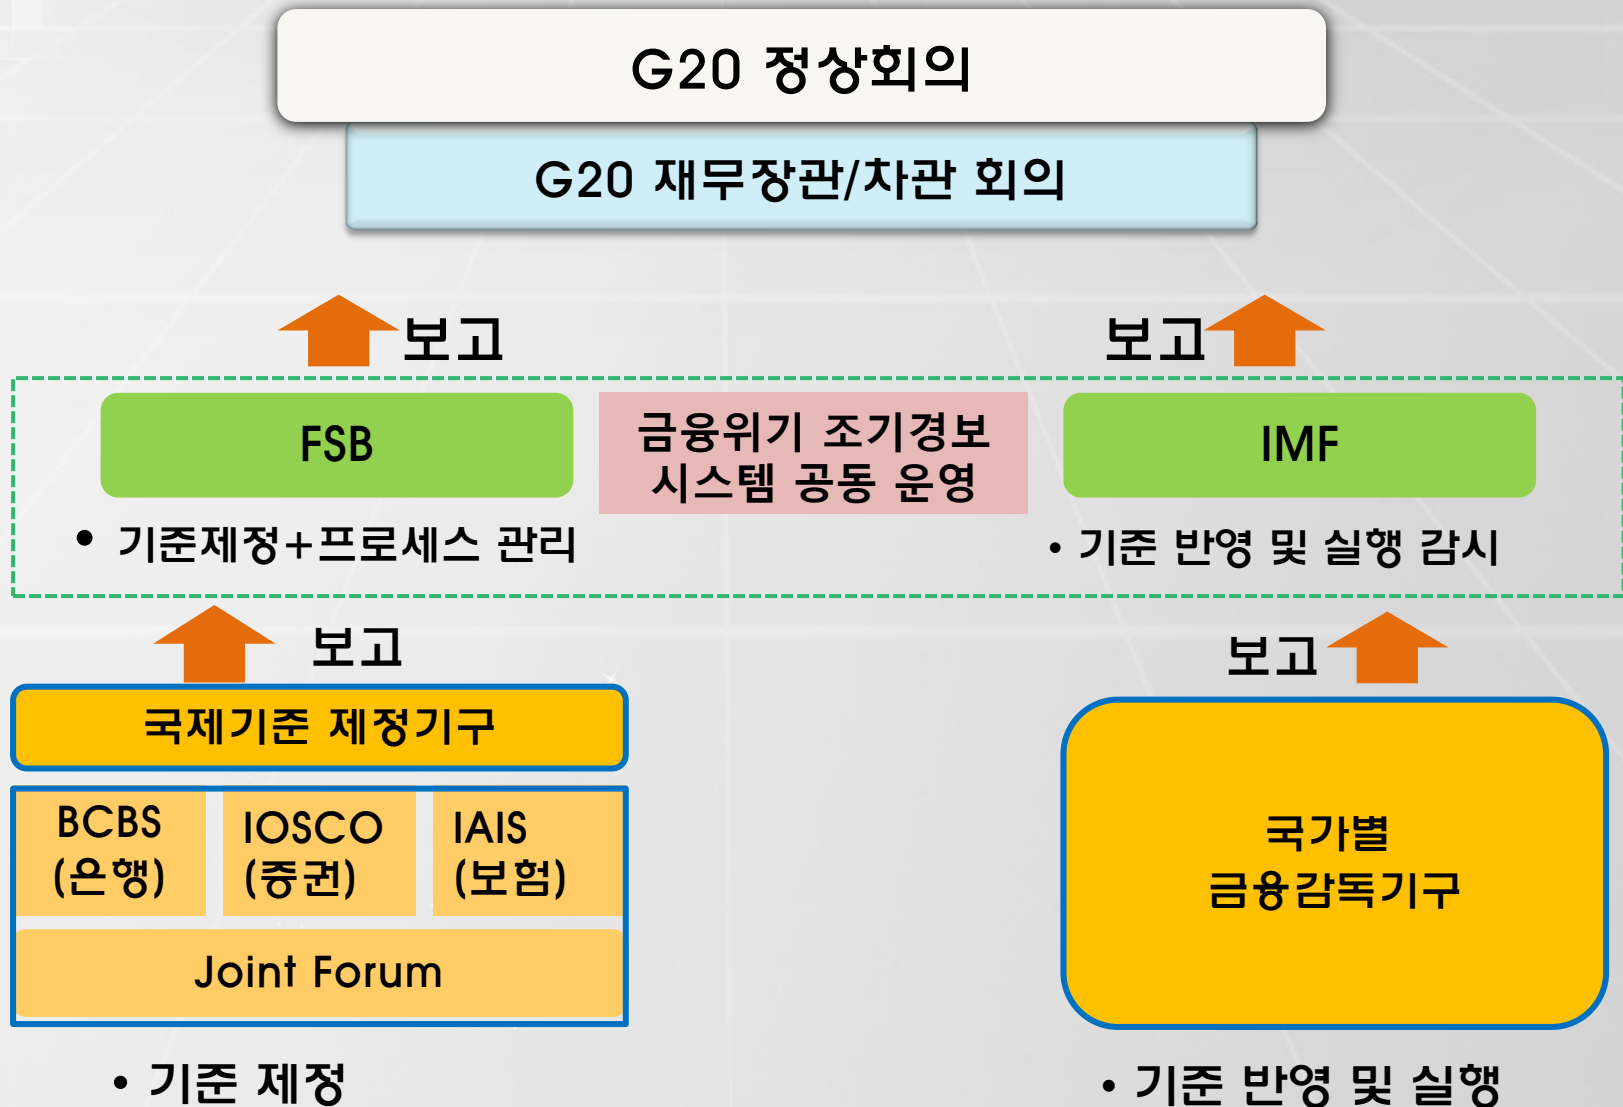 G20 정상회의
G20 재무장관/차관 회의
보고
보고
FSB
금융위기 조기경보
시스템 공동 운영
IMF
• 기준제정+프로세스 관리
• 기준 반영 및 실행 감시
보고
보고
국제기준 제정기구
BCBS
(은행)
IOSCO
(증권)
IAIS
(보험)
Joint Forum
국가별
금융감독기구
• 기준 제정
• 기준 반영 및 실행